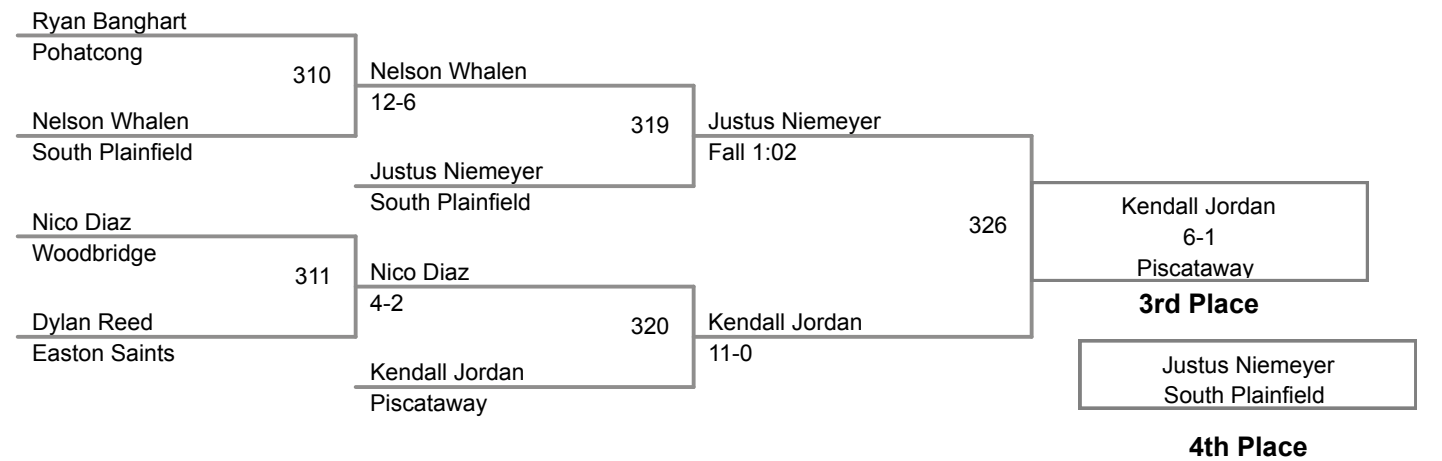 Ryan Banghart
Pohatcong
310
Nelson Whalen
South Plainfield
Nico Diaz
Woodbridge
311
Dylan Reed
Easton Saints
Nelson Whalen
12-6
319
Justus Niemeyer
South Plainfield
Nico Diaz
4-2
320
Kendall Jordan
Piscataway
Justus Niemeyer
Fall 1:02
326
Kendall Jordan
11-0
Kendall Jordan
6-1
Piscataway
3rd Place
Justus Niemeyer
South Plainfield
4th Place